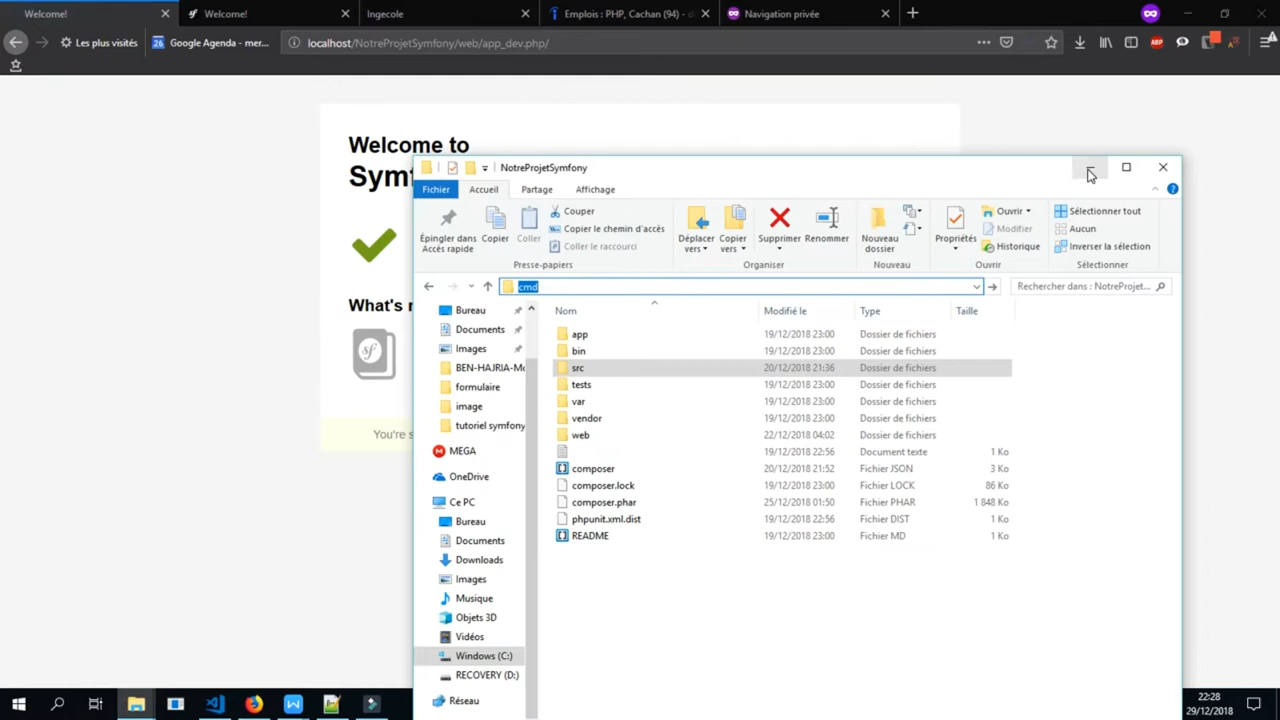 Welcome!
Welcome!
Ingecole
Emplois : PHP, Cachan (94) - d
Navigation privée
Les plus visités
26
Google Agenda - mer...
localhost/NotreProjetSymfony/web/app_dev.php/
ABP
Welcome to
Symf
What's n
sf
You're s
NotreProjetSymfony
Fichier
Accueil
Partage
Affichage
Épingler dans
Accès rapide
Copier
Coller
Couper
Copier le chemin d'accès
Coller le raccourci
Presse-papiers
Déplacer
vers
Copier
vers
Supprimer
Renommer
Organiser
Nouveau
dossier
Nouveau
Propriétés
Ouvrir
Modifier
Historique
Ouvrir
Sélectionner tout
Aucun
Inverser la sélection
Sélectionner
cmd
Rechercher dans : NotreProjet...
Bureau
Documents
Images
BEN-HAJRIA-Mo
formulaire
image
tutoriel symfony
MEGA
OneDrive
Ce PC
Bureau
Documents
Downloads
Images
Musique
Objets 3D
Vidéos
Windows (C:)
RECOVERY (D:)
Réseau
Nom Modifié le Type Taille
app 19/12/2018 23:00 Dossier de fichiers
bin 19/12/2018 23:00 Dossier de fichiers
src 20/12/2018 21:36 Dossier de fichiers
tests 19/12/2018 23:00 Dossier de fichiers
var 19/12/2018 23:00 Dossier de fichiers
vendor 19/12/2018 23:00 Dossier de fichiers
web 22/12/2018 04:02 Dossier de fichiers
19/12/2018 22:56 Document texte 1 Ko
composer 20/12/2018 21:52 Fichier JSON 3 Ko
composer.lock 19/12/2018 23:00 Fichier LOCK 86 Ko
composer.phar 25/12/2018 01:50 Fichier PHAR 1 848 Ko
phpunit.xml.dist 19/12/2018 22:56 Fichier DIST 1 Ko
README 19/12/2018 23:00 Fichier MD 1 Ko
22:28
29/12/2018